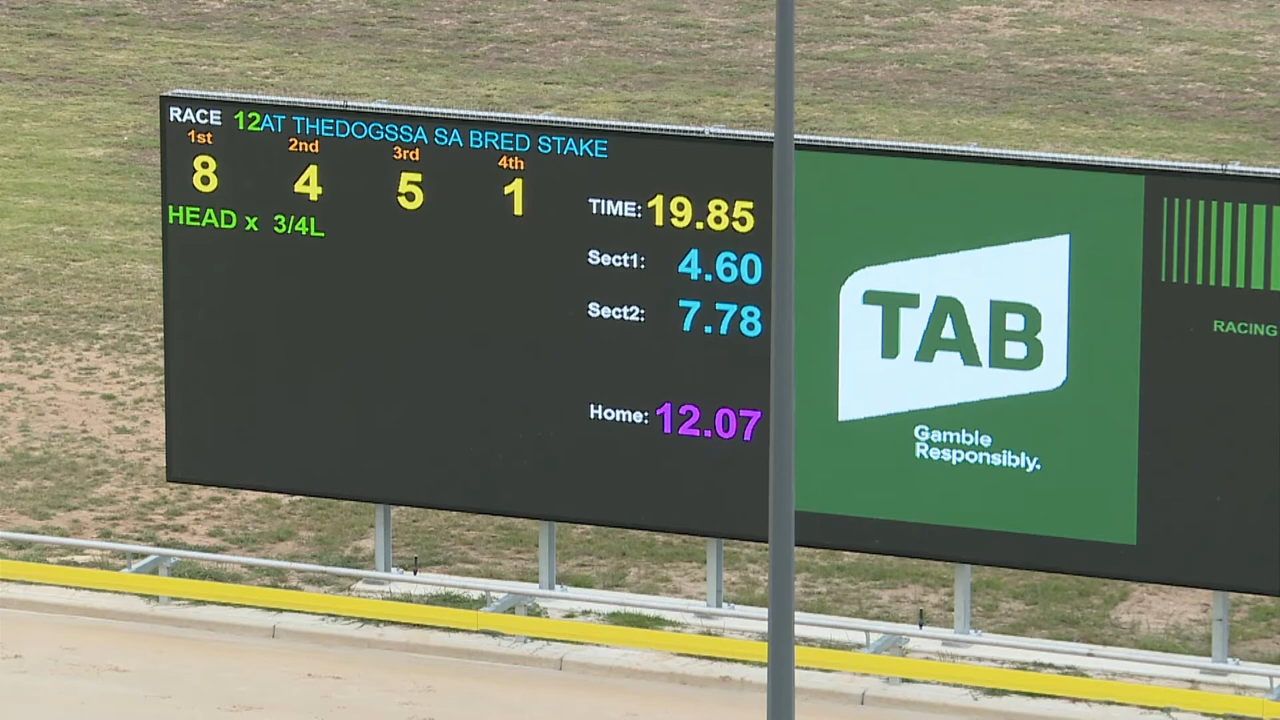 RACE 12AT THEDOGSSA SA BRED STAKE
1st 2nd 3rd 4th
8 4 5 1
HEAD x 3/4L
TIME: 19.85
Sect1: 4.60
Sect2: 7.78
Home: 12.07
TAB
Gamble
Responsibly.
RACING